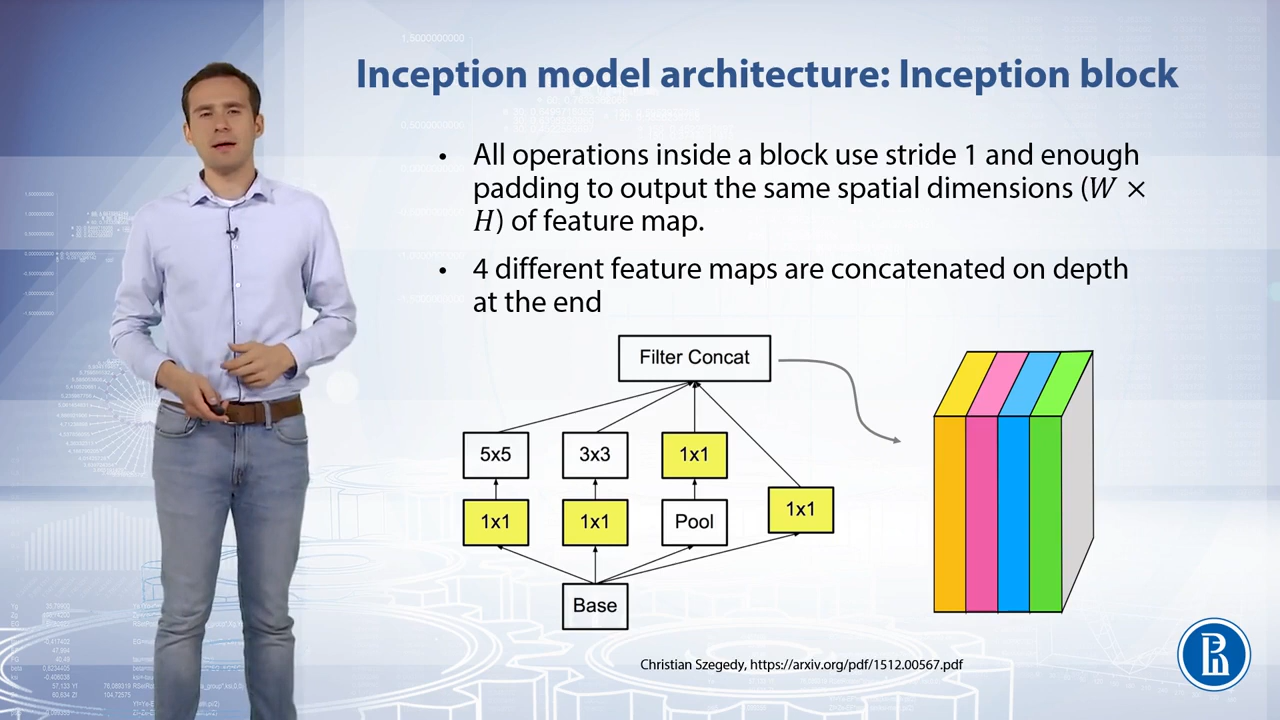 Inception model architecture: Inception block
• All operations inside a block use stride 1 and enough
padding to output the same spatial dimensions (W ×
H) of feature map.
• 4 different feature maps are concatenated on depth
at the end
Filter Concat
5x5
3x3
1x1
1x1
1x1
Pool
1x1
Base
Christian Szegedy, https://arxiv.org/pdf/1512.00567.pdf